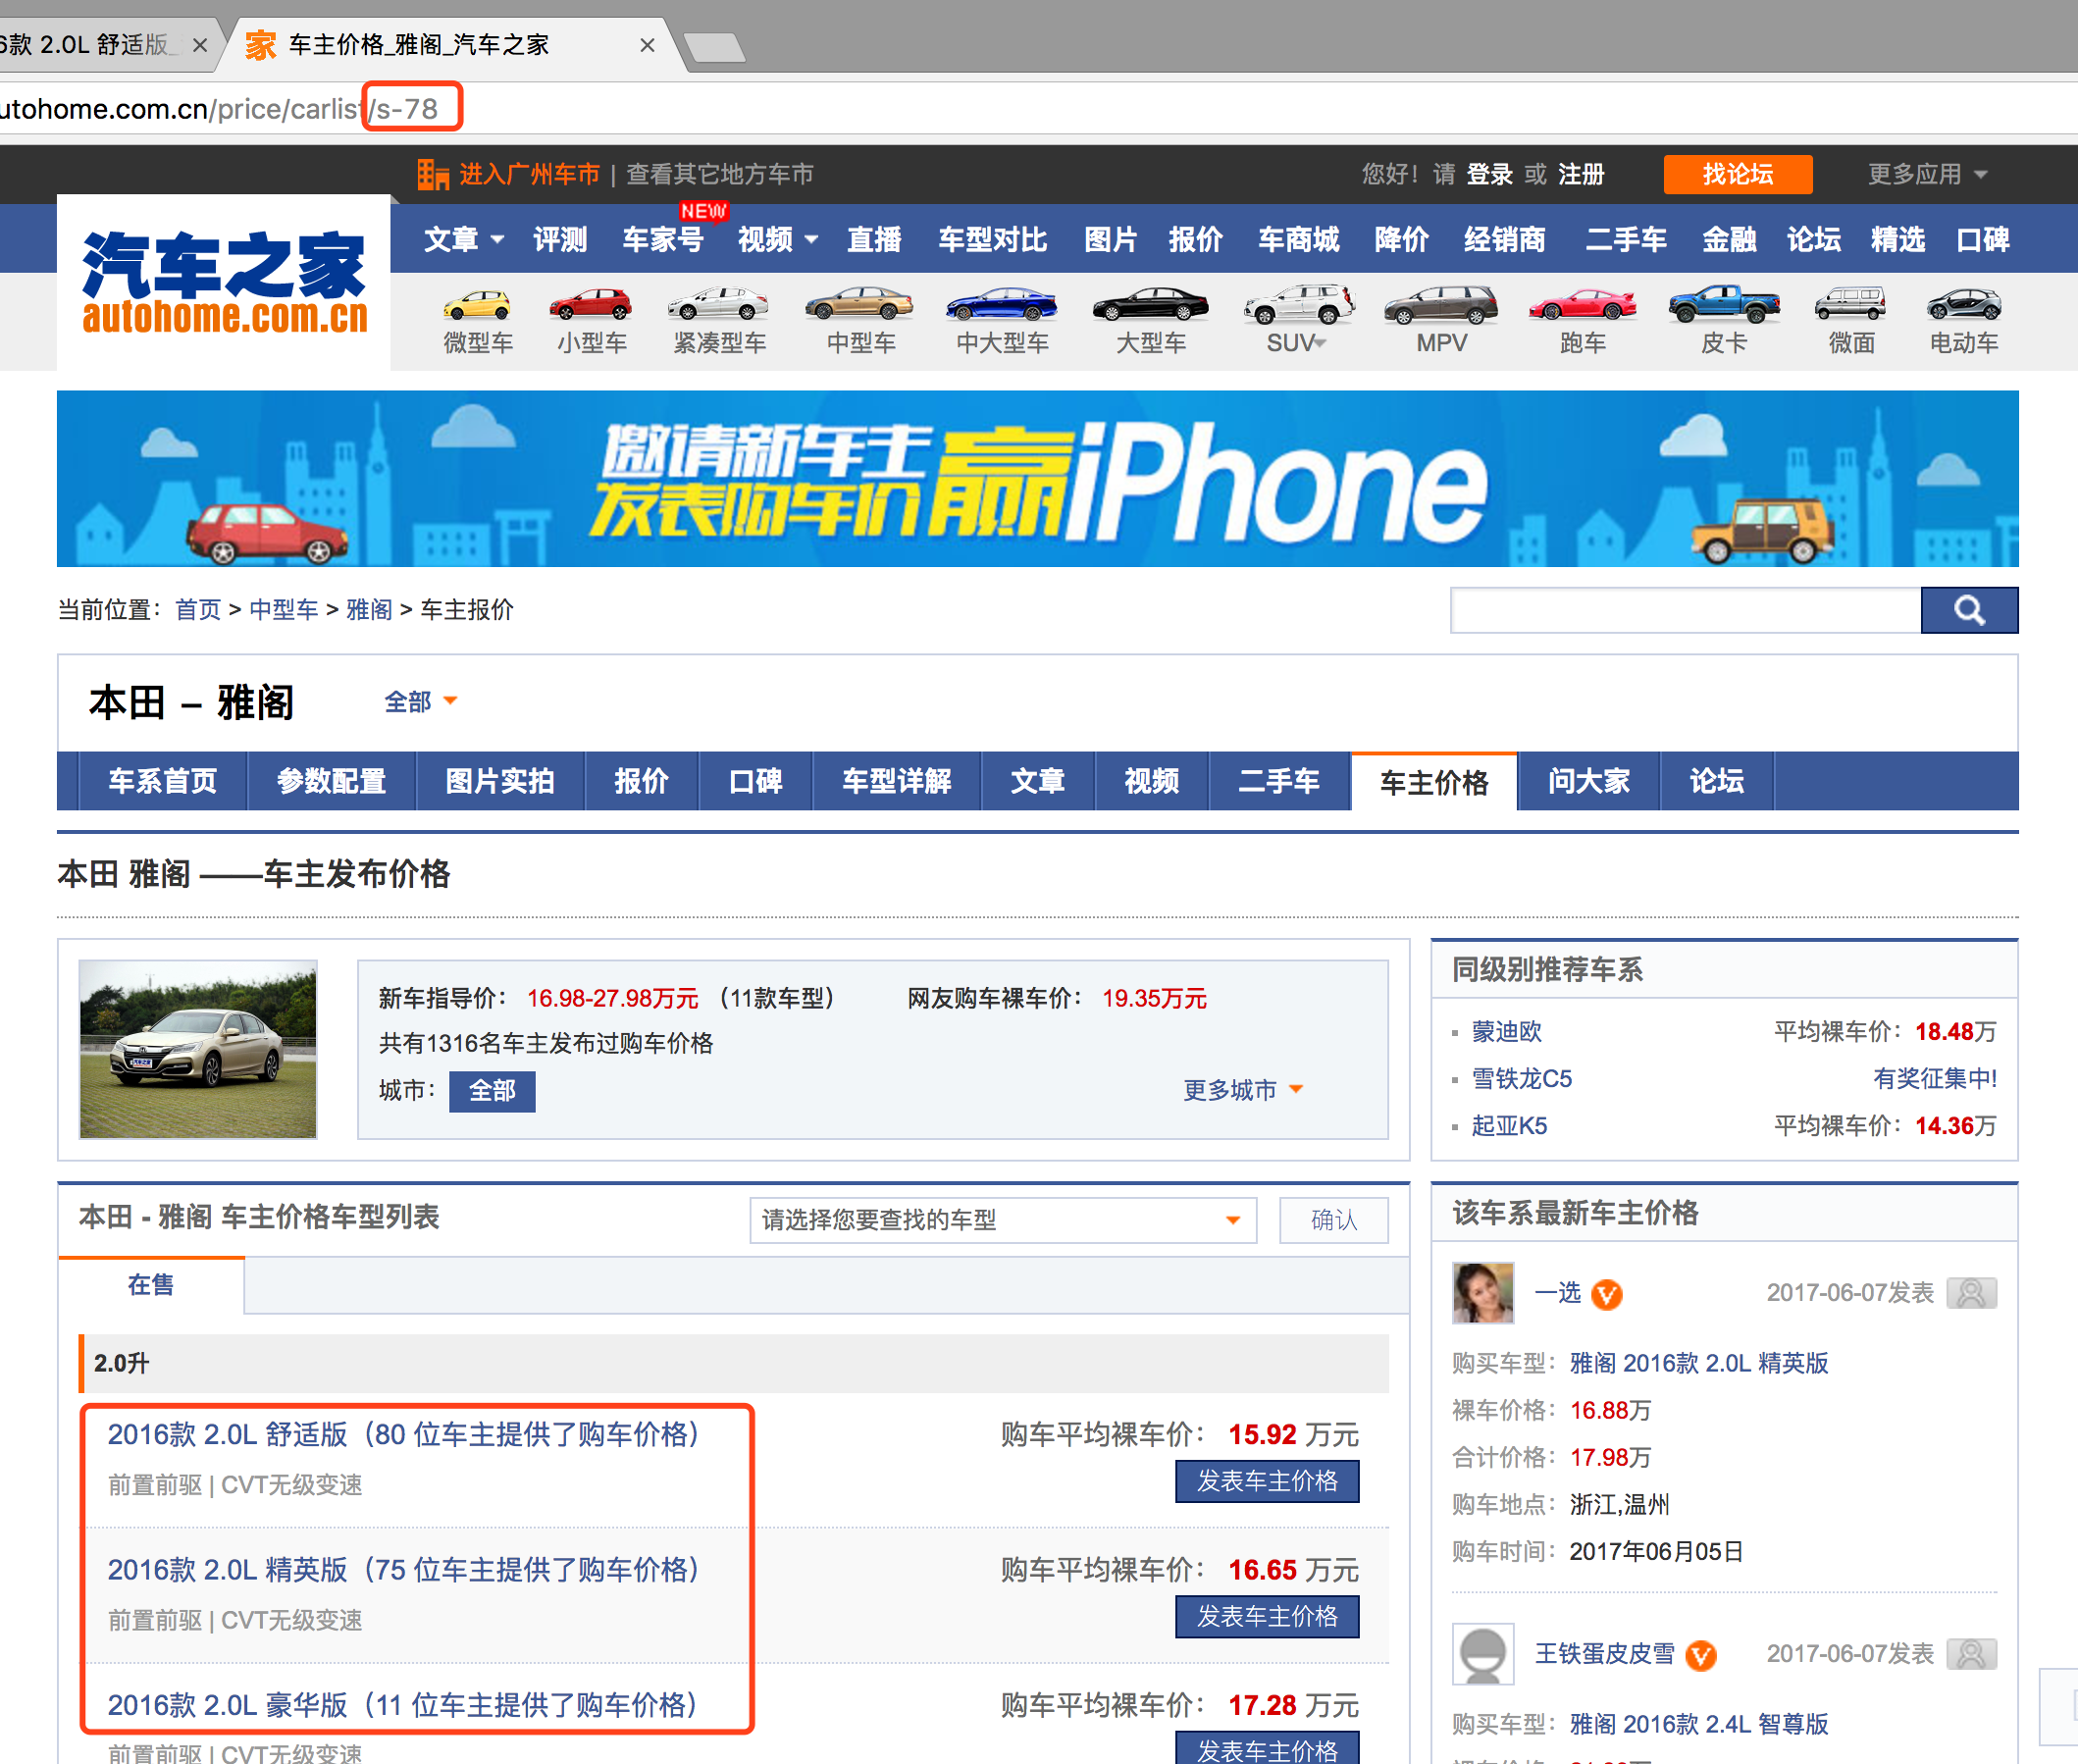 6款 2.0L 舒适版_
车主价格_雅阁_汽车之家
utohome.com.cn/price/carlist/s-78
进入广州车市 | 查看其它地方车市
您好！请 登录 或 注册
找论坛
更多应用
汽车之家
autohome.com.cn
NEW
文章 评测 车家号 视频 直播 车型对比 图片 报价 车商城 降价 经销商 二手车 金融 论坛 精选 口碑
微型车 小型车 紧凑型车 中型车 中大型车 大型车 SUV MPV 跑车 皮卡 微面 电动车
邀请新车主
发表购车价
赢iPhone
当前位置：首页 > 中型车 > 雅阁 > 车主报价
本田 – 雅阁 全部
车系首页 参数配置 图片实拍 报价 口碑 车型详解 文章 视频 二手车 车主价格 问大家 论坛
本田 雅阁 ——车主发布价格
新车指导价： 16.98-27.98万元 （11款车型） 网友购车裸车价： 19.35万元
共有1316名车主发布过购车价格
城市： 全部 更多城市
同级别推荐车系
蒙迪欧 平均裸车价：18.48万
雪铁龙C5 有奖征集中!
起亚K5 平均裸车价：14.36万
本田 - 雅阁 车主价格车型列表
请选择您要查找的车型
确认
在售
2.0升
2016款 2.0L 舒适版（80 位车主提供了购车价格） 购车平均裸车价： 15.92 万元
前置前驱 | CVT无级变速 发表车主价格
2016款 2.0L 精英版（75 位车主提供了购车价格） 购车平均裸车价： 16.65 万元
前置前驱 | CVT无级变速 发表车主价格
2016款 2.0L 豪华版（11 位车主提供了购车价格） 购车平均裸车价： 17.28 万元
前置前驱 | CVT无级变速 发表车主价格
该车系最新车主价格
一选 2017-06-07发表
购买车型：雅阁 2016款 2.0L 精英版
裸车价格：16.88万
合计价格：17.98万
购车地点：浙江,温州
购车时间：2017年06月05日
王铁蛋皮皮雪 2017-06-07发表
购买车型：雅阁 2016款 2.4L 智尊版